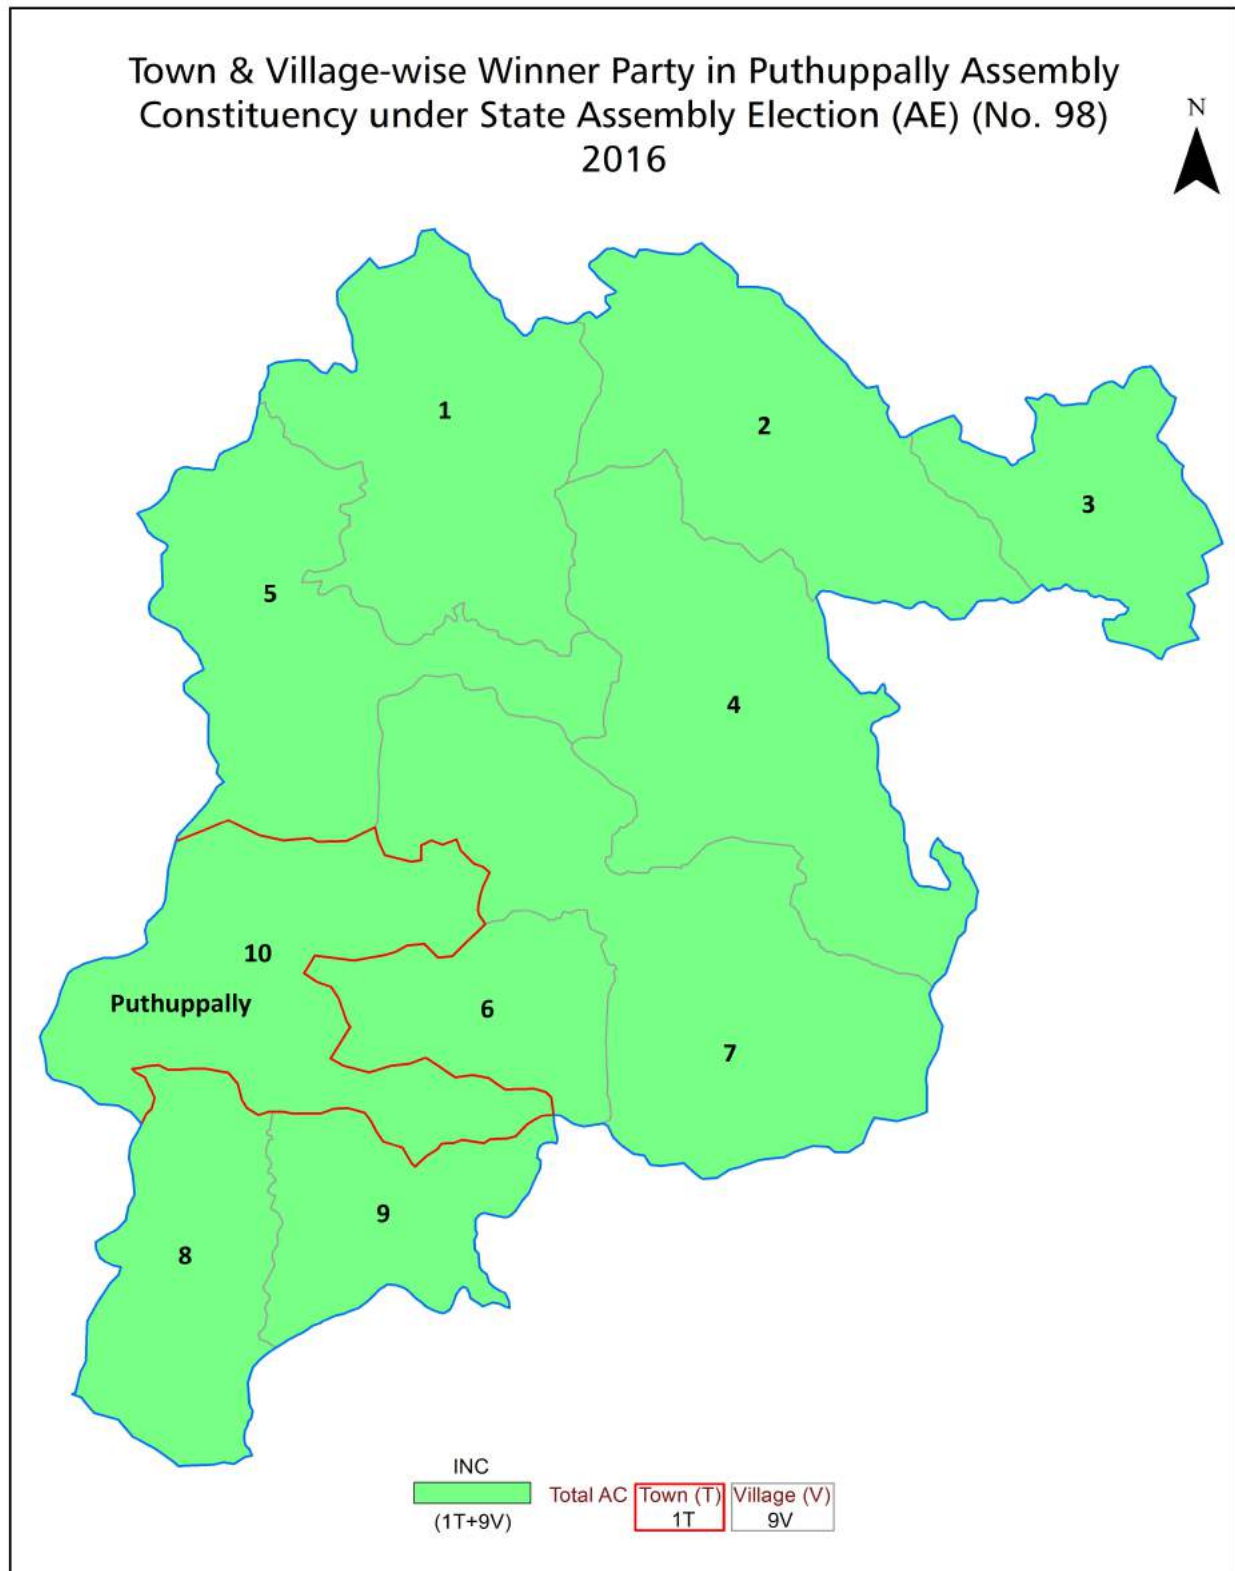 Town & Village-wise Winner Party in Puthuppally Assembly
Constituency under State Assembly Election (AE) (No. 98)
2016
N
1
2
3
5
4
10
Puthuppally
6
7
9
8
INC
(1T+9V)
Total AC
Town (T)
1T
Village (V)
9V